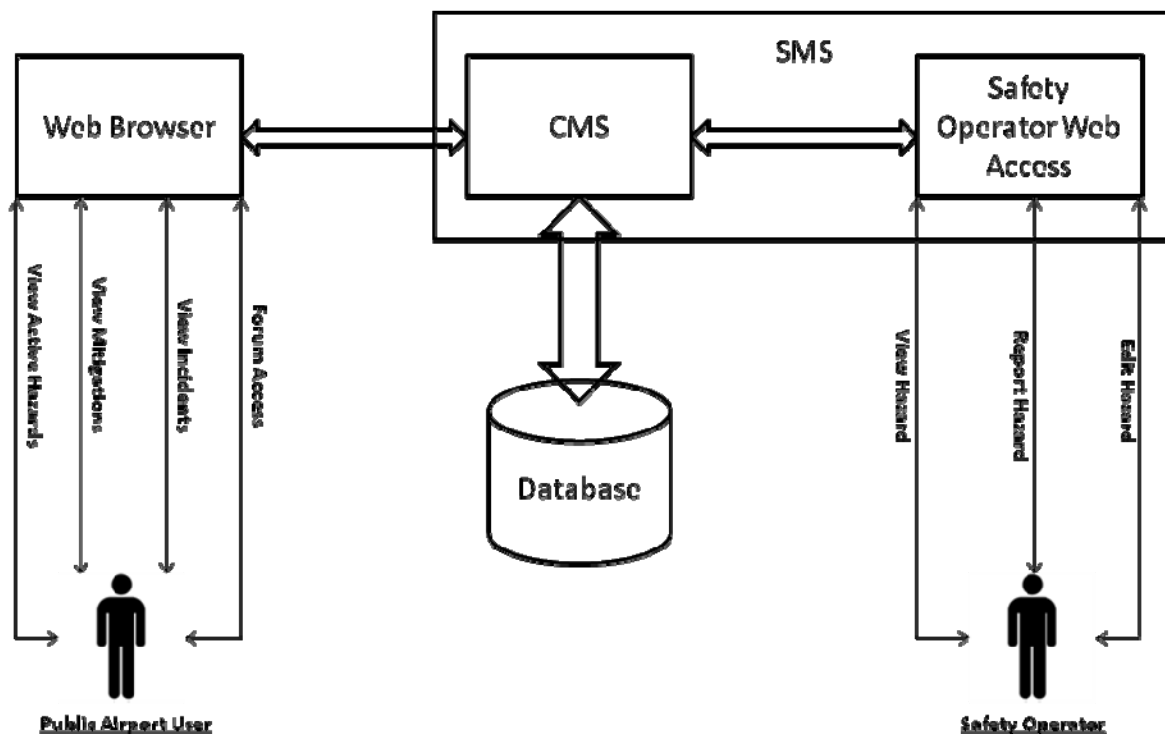 SMS
Web Browser
CMS
Safety
Operator Web
Access
View Active Hazards
View Mitigations
View Incidents
Forum Access
View Hazard
Report Hazard
Edit Hazard
Database
Public Airport User
Safety Operator